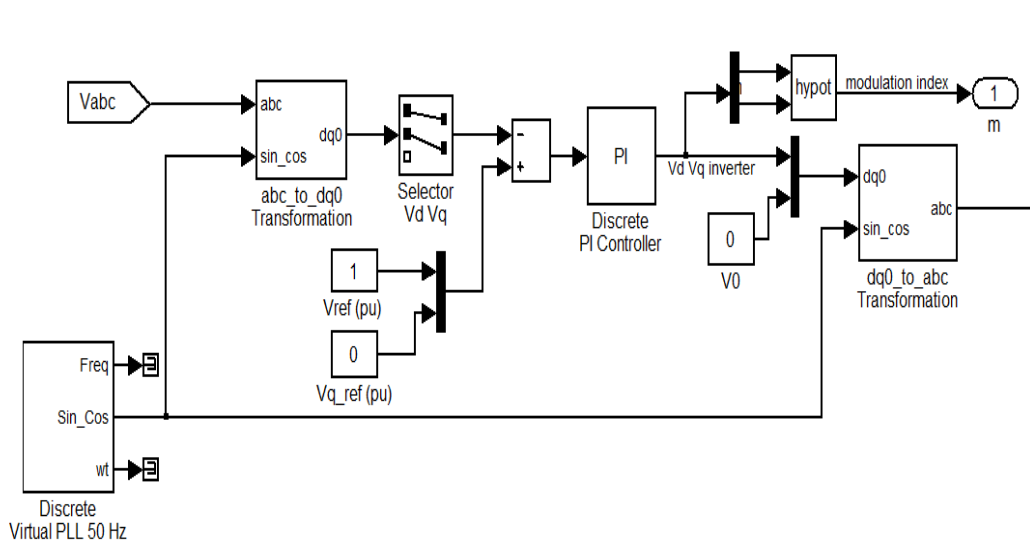 Vabc
abc
sin_cos
dq0
abc_to_dq0
Transformation
Selector
Vd Vq
-
+
PI
Discrete
PI Controller
hypot
modulation index
1
m
Vd Vq inverter
0
V0
dq0
sin_cos
abc
dq0_to_abc
Transformation
1
Vref (pu)
0
Vq_ref (pu)
Freq
Sin_Cos
wt
Discrete
Virtual PLL 50 Hz